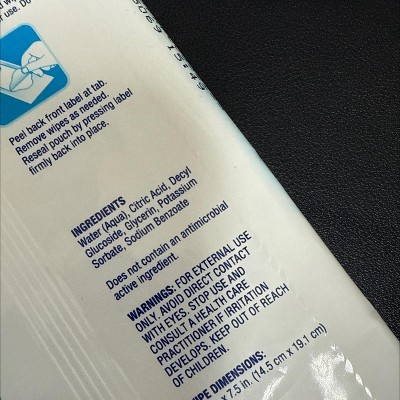 r use. Do
Peel back front label at tab.
Remove wipes as needed.
Reseal pouch by pressing label
firmly back into place.
INGREDIENTS
Water (Aqua), Citric Acid, Decyl
Glucoside, Glycerin, Potassium
Sorbate, Sodium Benzoate
Does not contain an antimicrobial
active ingredient.
WARNINGS: FOR EXTERNAL USE
ONLY. AVOID DIRECT CONTACT
WITH EYES. STOP USE AND
CONSULT A HEALTH CARE
PRACTITIONER IF IRRITATION
DEVELOPS. KEEP OUT OF REACH
OF CHILDREN.
IPE DIMENSIONS:
x 7.5 in. (14.5 cm x 19.1 cm)